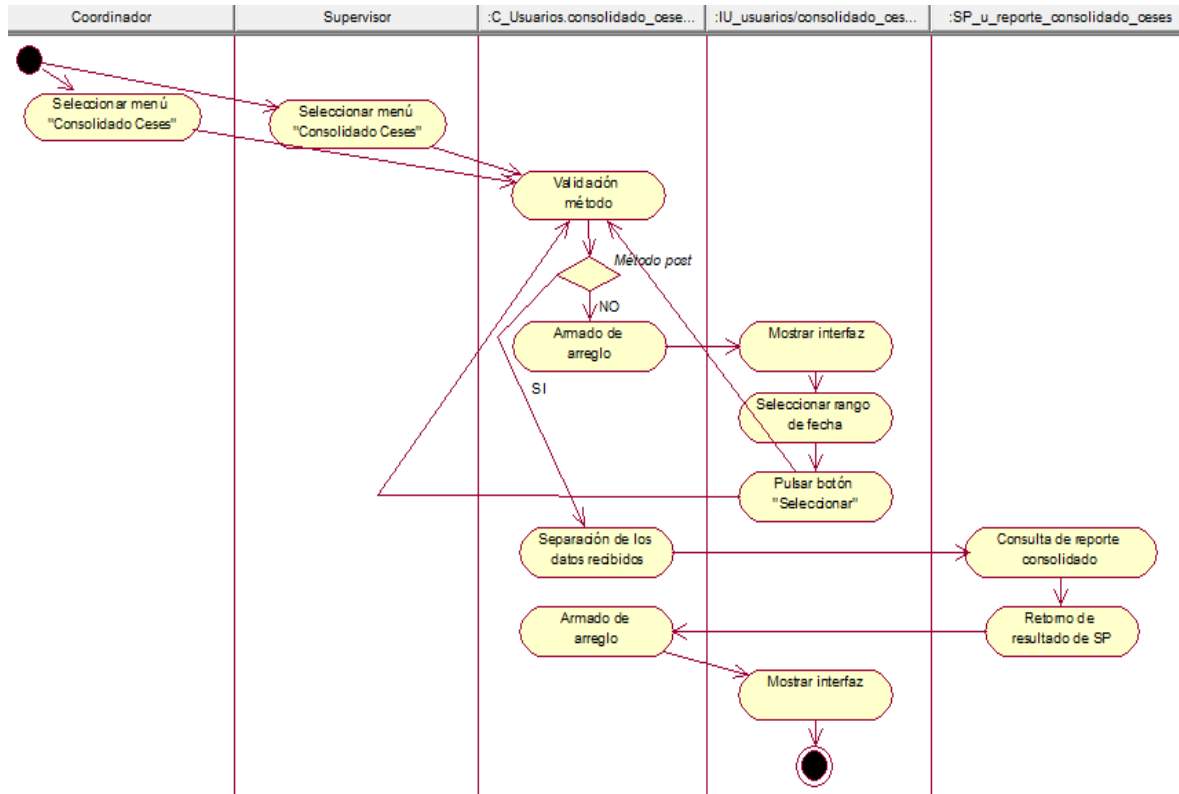 Coordinador
Supervisor
:C_Usuarios.consolidado_cese...
:IU_usuarios/consolidado_ces...
:SP_u_reporte_consolidado_ceses
Seleccionar menú
"Consolidado Ceses"
Seleccionar menú
"Consolidado Ceses"
Validación
método
Método post
NO
Armado de
arreglo
Mostrar interfaz
SI
Seleccionar rango
de fecha
Pulsar botón
"Seleccionar"
Separación de los
datos recibidos
Consulta de reporte
consolidado
Armado de
arreglo
Retorno de
resultado de SP
Mostrar interfaz